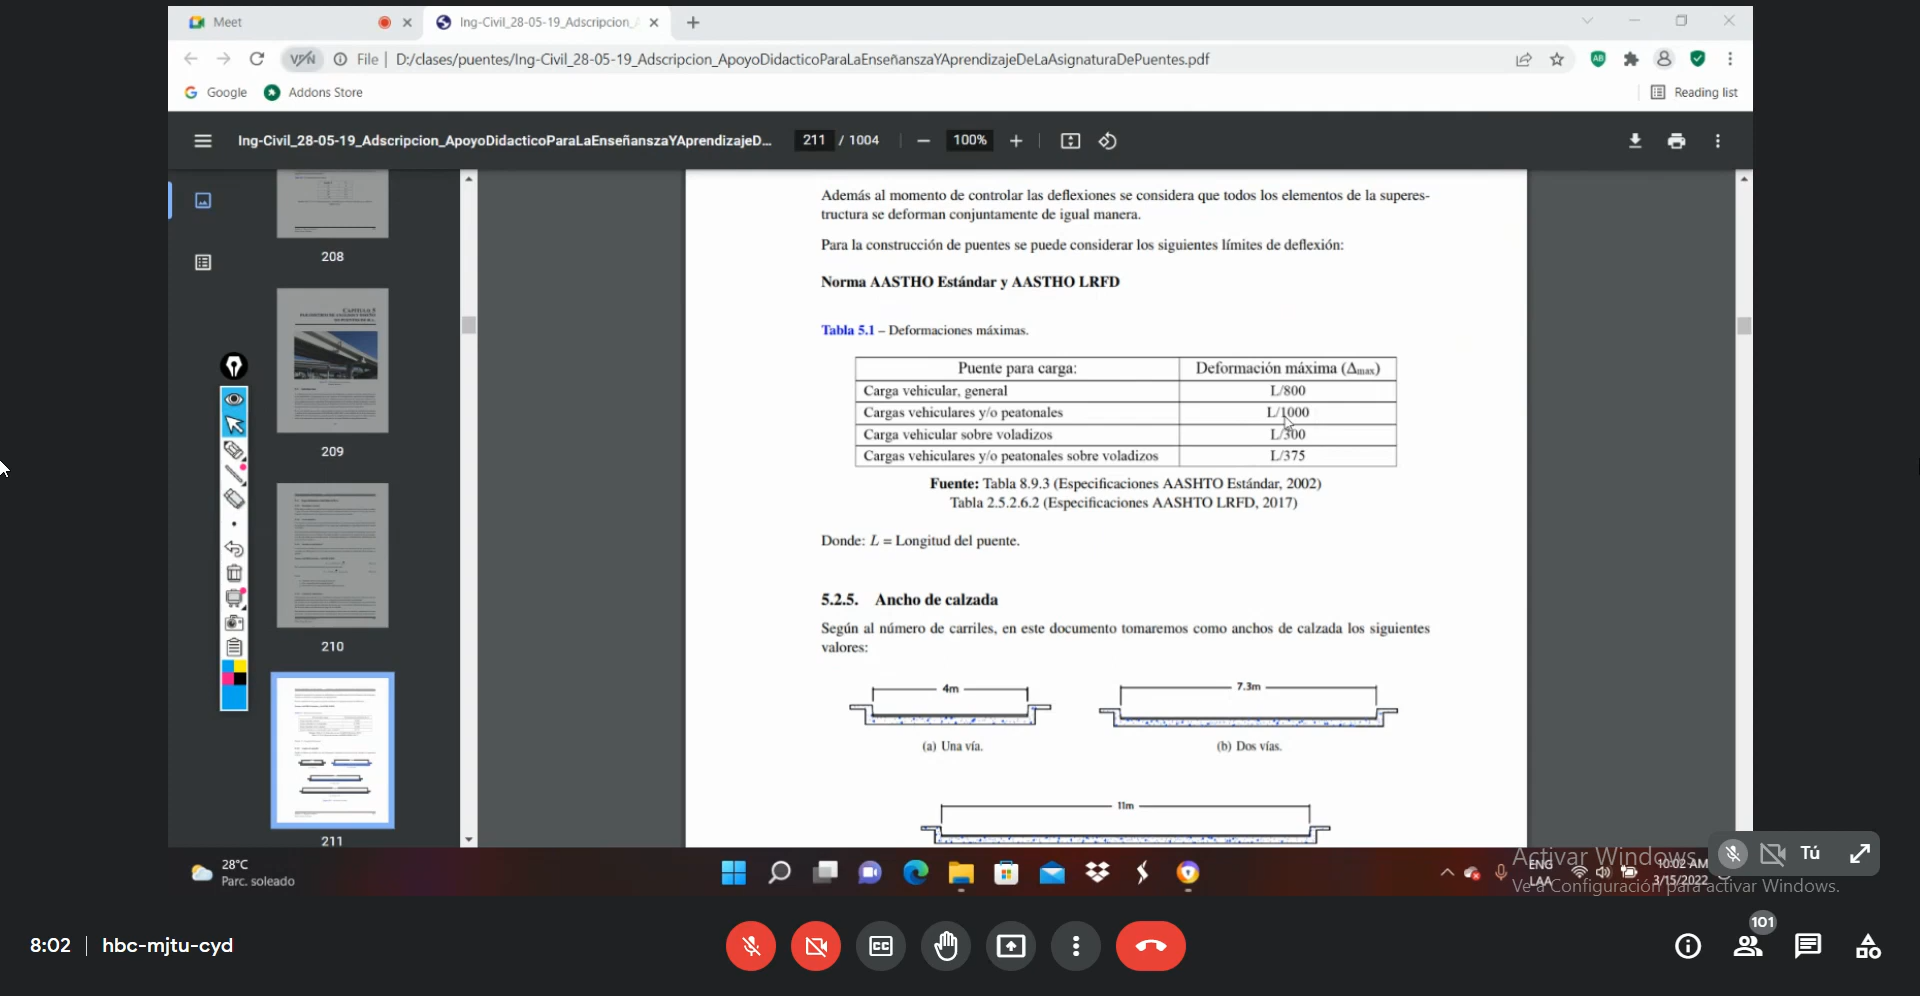 Meet
Ing-Civil_28-05-19_Adscripcion_
File
D:/clases/puentes/Ing-Civil_28-05-19_Adscripcion_ApoyoDidacticoParaLaEnseñanszaYAprendizajeDeLaAsignaturaDePuentes.pdf
Google
Addons Store
Reading list
Ing-Civil_28-05-19_Adscripcion_ApoyoDidacticoParaLaEnseñanszaYAprendizajeD...
211 / 1004
100%
208
209
210
211
Además al momento de controlar las deflexiones se considera que todos los elementos de la superes-
tructura se deforman conjuntamente de igual manera.
Para la construcción de puentes se puede considerar los siguientes límites de deflexión:
Norma AASTHO Estándar y AASTHO LRFD
Tabla 5.1 – Deformaciones máximas.
Puente para carga: Deformación máxima (Δmax)
Carga vehicular, general L/800
Cargas vehiculares y/o peatonales L/1000
Carga vehicular sobre voladizos L/300
Cargas vehiculares y/o peatonales sobre voladizos L/375
Fuente: Tabla 8.9.3 (Especificaciones AASHTO Estándar, 2002)
Tabla 2.5.2.6.2 (Especificaciones AASHTO LRFD, 2017)
Donde: L = Longitud del puente.
5.2.5. Ancho de calzada
Según al número de carriles, en este documento tomaremos como anchos de calzada los siguientes
valores:
4m
7.3m
(a) Una vía.
(b) Dos vías.
11m
28°C
Parc. soleado
ENG
LAA
10:02 AM
3/15/2022
Activar Windows
Ve a Configuración para activar Windows.
Tú
8:02
hbc-mjtu-cyd
101